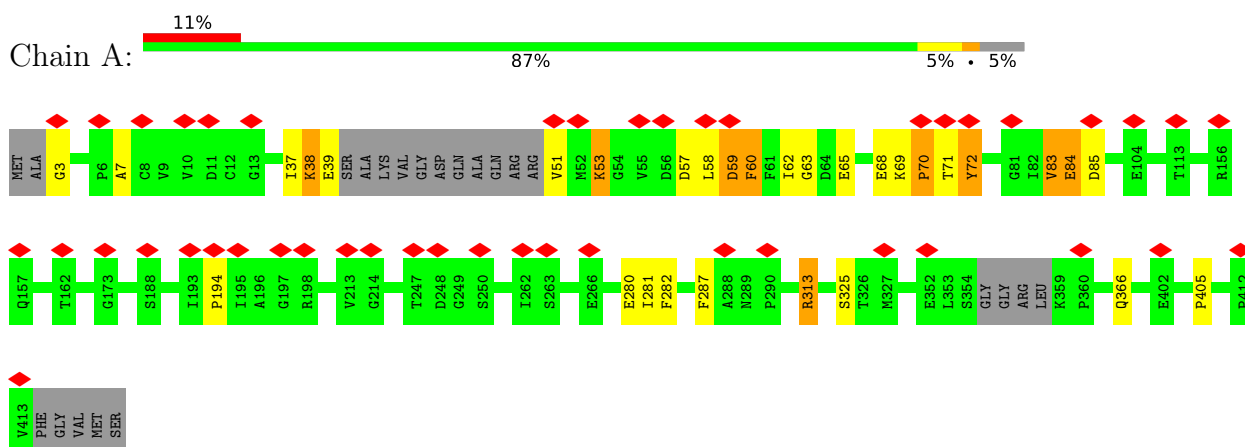 11%
Chain A:
87% 5% • 5%
MET ALA G3 P6 A7 C8 V9 V10 D11 C12 G13 I37 K38 E39 SER ALA LYS VAL GLY ASP GLN ALA GLN ARG ARG V51 M52 K53 G54 V55 D56 D57 L58 D59 F60 F61 I62 G63 D64 E65 E68 K69 P70 T71 Y72 G81 I82 V83 E84 D85 E104 T113 R156
Q157 T162 G173 S188 I193 P194 I195 A196 G197 R198 V213 G214 T247 D248 G249 S250 I262 S263 E266 E280 I281 F282 F287 A288 N289 P290 R313 S325 T326 M327 E352 L353 S354 GLY GLY ARG LEU K359 P360 Q366 E402 P405 R412
V413 PHE GLY VAL MET SER